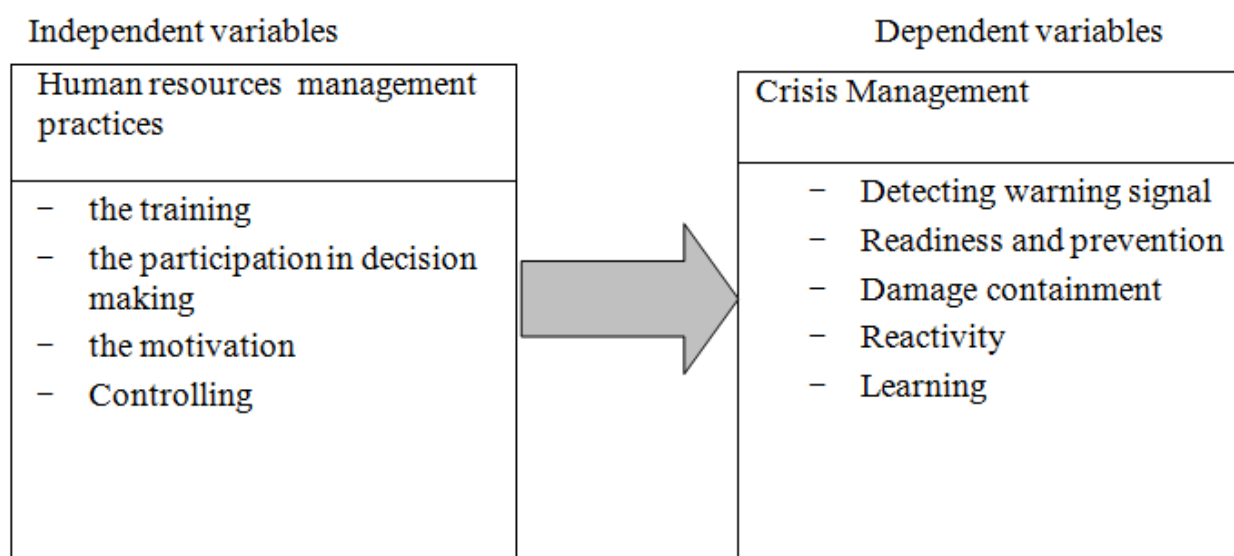 Independent variables
Human resources management
practices
– the training
– the participation in decision
making
– the motivation
– Controlling
Dependent variables
Crisis Management
– Detecting warning signal
– Readiness and prevention
– Damage containment
– Reactivity
– Learning